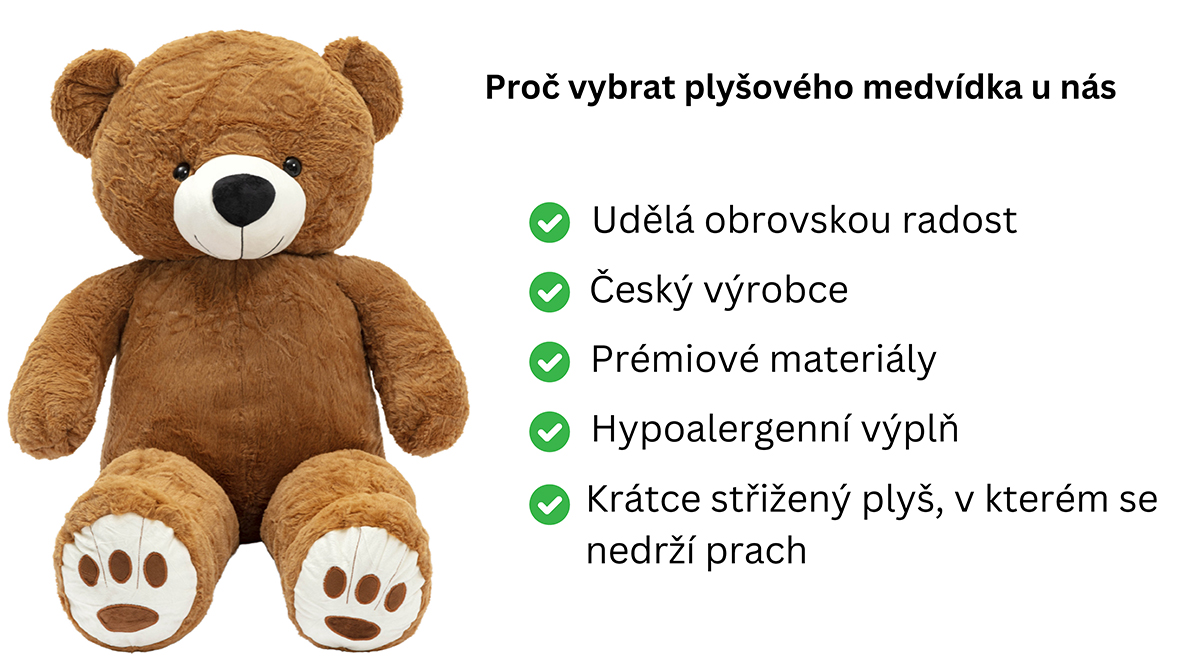 Proč vybrat plyšového medvídka u nás
Udělá obrovskou radost
Český výrobce
Prémiové materiály
Hypoalergenní výplň
Krátce střižený plyš, v kterém se
nedrží prach